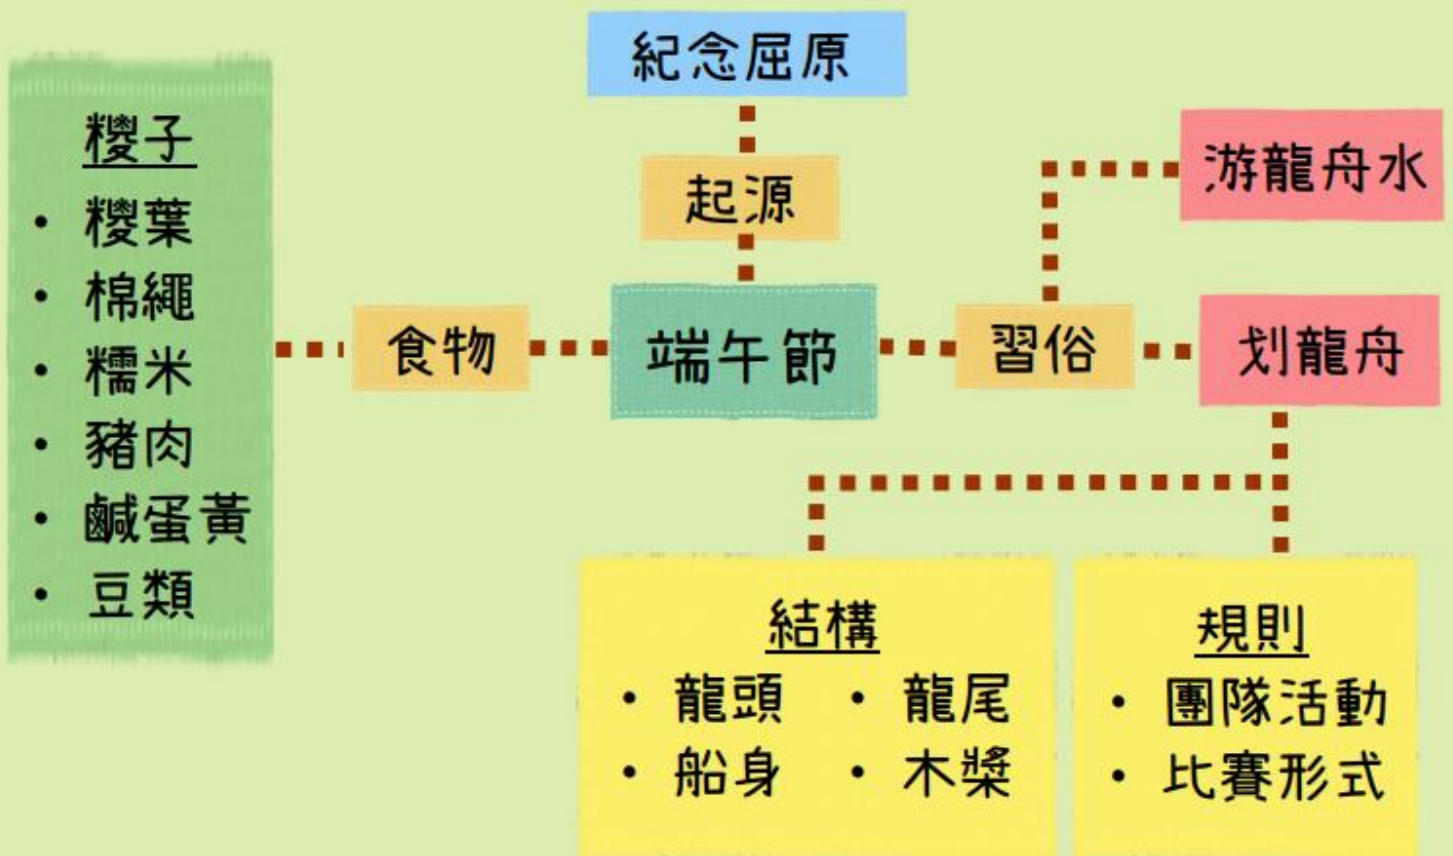 紀念屈原
起源
端午節
食物
糉子
• 糉葉
• 棉繩
• 糯米
• 豬肉
• 鹹蛋黃
• 豆類
習俗
游龍舟水
划龍舟
結構
• 龍頭 • 龍尾
• 船身 • 木槳
規則
• 團隊活動
• 比賽形式